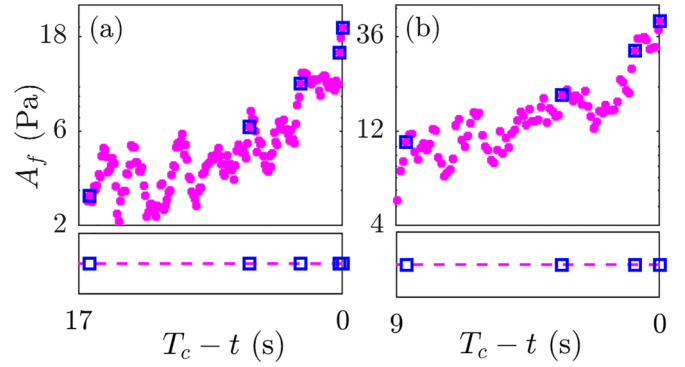 (a)
(b)
18
36
A_f (Pa)
6
12
2
4
17
0
9
0
T_c − t (s)
T_c − t (s)